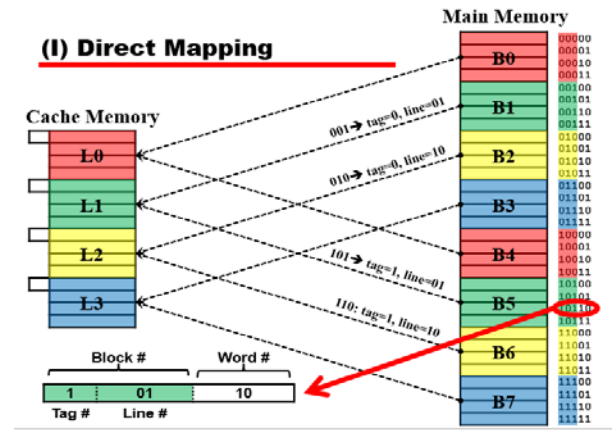 (I) Direct Mapping
Main Memory
Cache Memory
L0
L1
L2
L3
001➔ tag=0, line=01
010➔ tag=0, line=10
101➔ tag=1, line=01
110: tag=1, line=10
B0
B1
B2
B3
B4
B5
B6
B7
00000
00001
00010
00011
00100
00101
00110
00111
01000
01001
01010
01011
01100
01101
01110
01111
10000
10001
10010
10011
10100
10101
10110
10111
11000
11001
11010
11011
11100
11101
11110
11111
Block # Word #
1 01 10
Tag # Line #